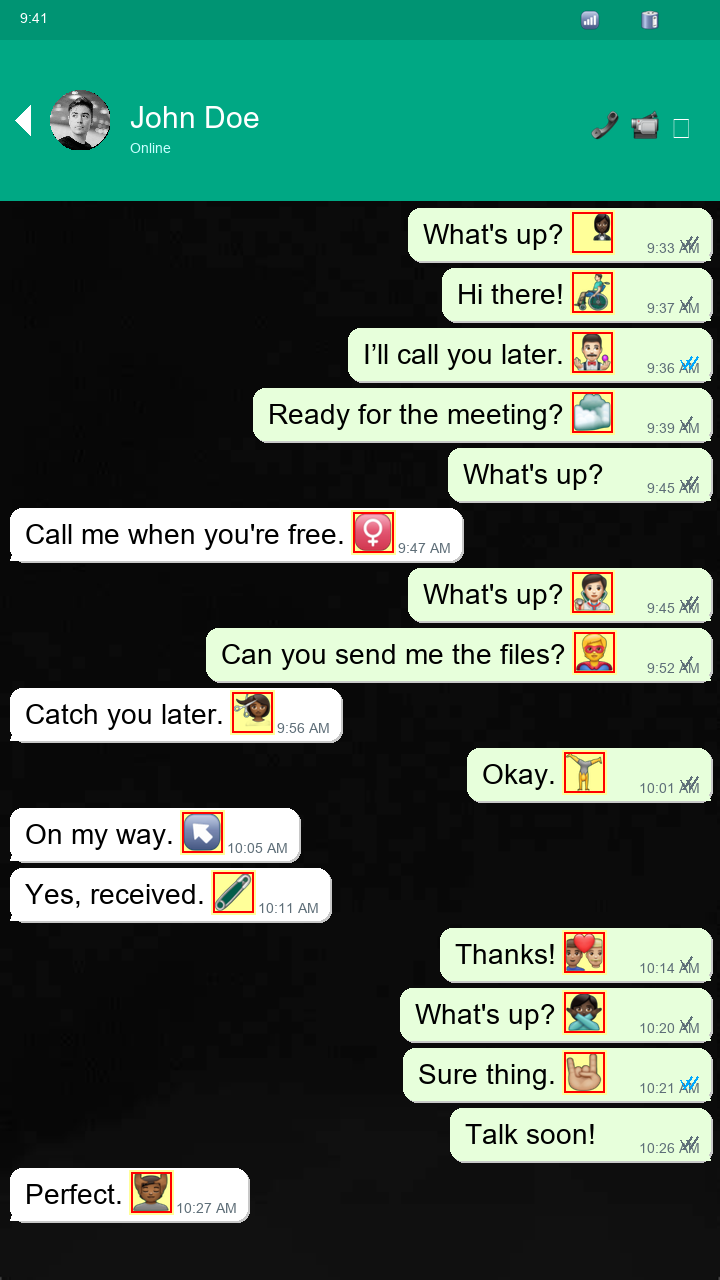 9:41
John Doe
Online
What's up? 9:33 AM
Hi there! 9:37 AM
I’ll call you later. 9:36 AM
Ready for the meeting? 9:39 AM
What's up? 9:45 AM
Call me when you're free. 9:47 AM
What's up? 9:45 AM
Can you send me the files? 9:52 AM
Catch you later. 9:56 AM
Okay. 10:01 AM
On my way. 10:05 AM
Yes, received. 10:11 AM
Thanks! 10:14 AM
What's up? 10:20 AM
Sure thing. 10:21 AM
Talk soon! 10:26 AM
Perfect. 10:27 AM